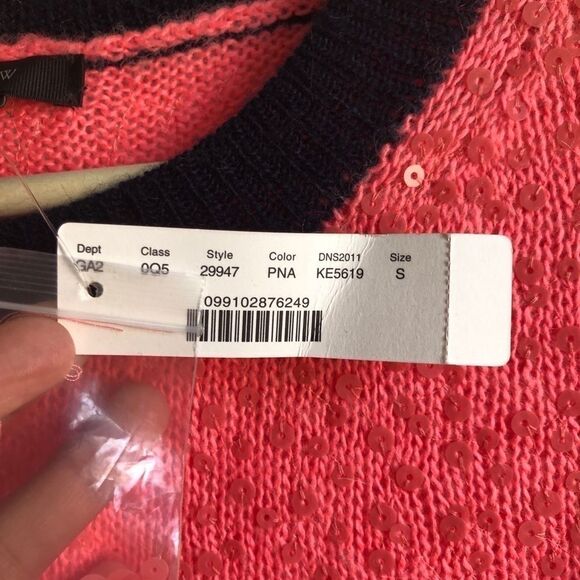 W
Dept Class Style Color DNS2011 Size
GA2 0Q5 29947 PNA KE5619 S
099102876249